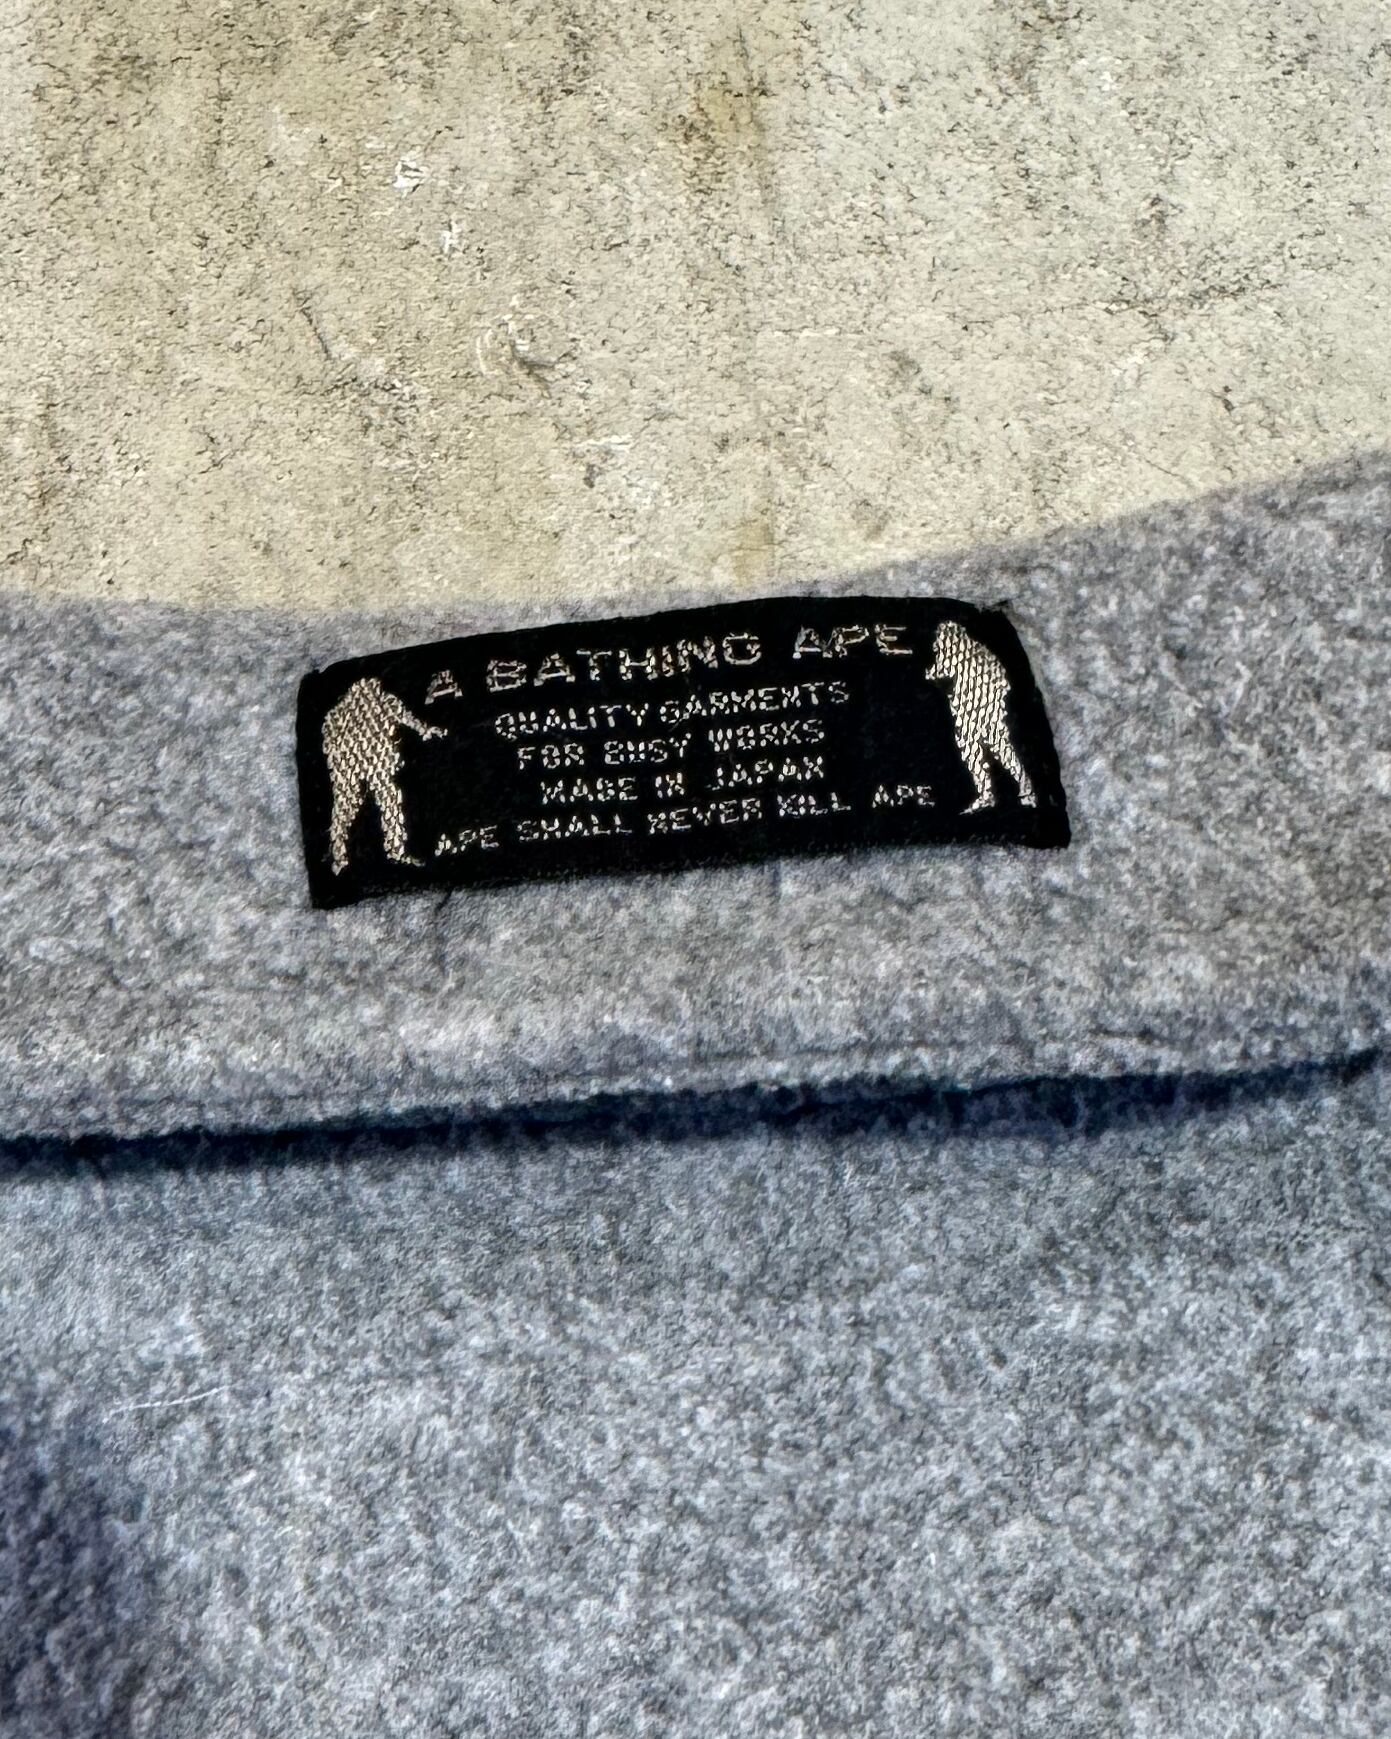 A BATHING APE
QUALITY GARMENTS
FOR BUSY WORKS
MADE IN JAPAN
APE SHALL NEVER KILL APE